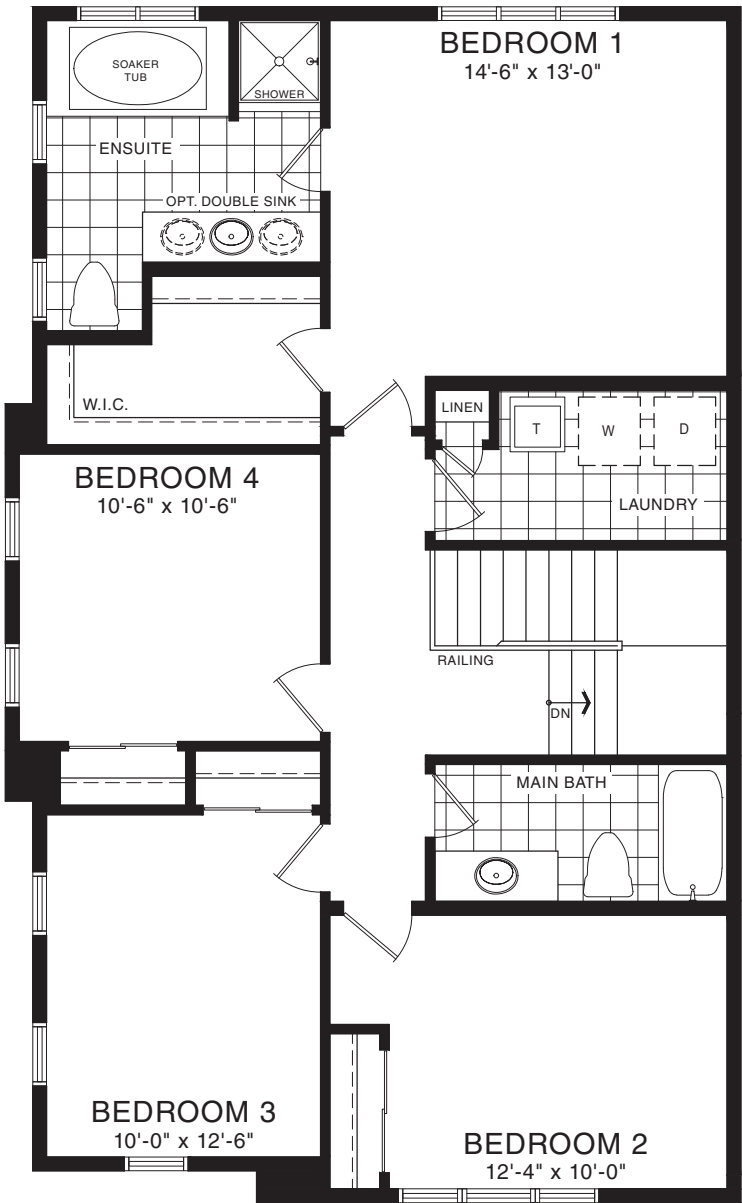 BEDROOM 1
14'-6" x 13'-0"
SOAKER
TUB
SHOWER
ENSUITE
OPT. DOUBLE SINK
W.I.C.
LINEN
T
W
D
LAUNDRY
BEDROOM 4
10'-6" x 10'-6"
RAILING
DN
MAIN BATH
BEDROOM 3
10'-0" x 12'-6"
BEDROOM 2
12'-4" x 10'-0"